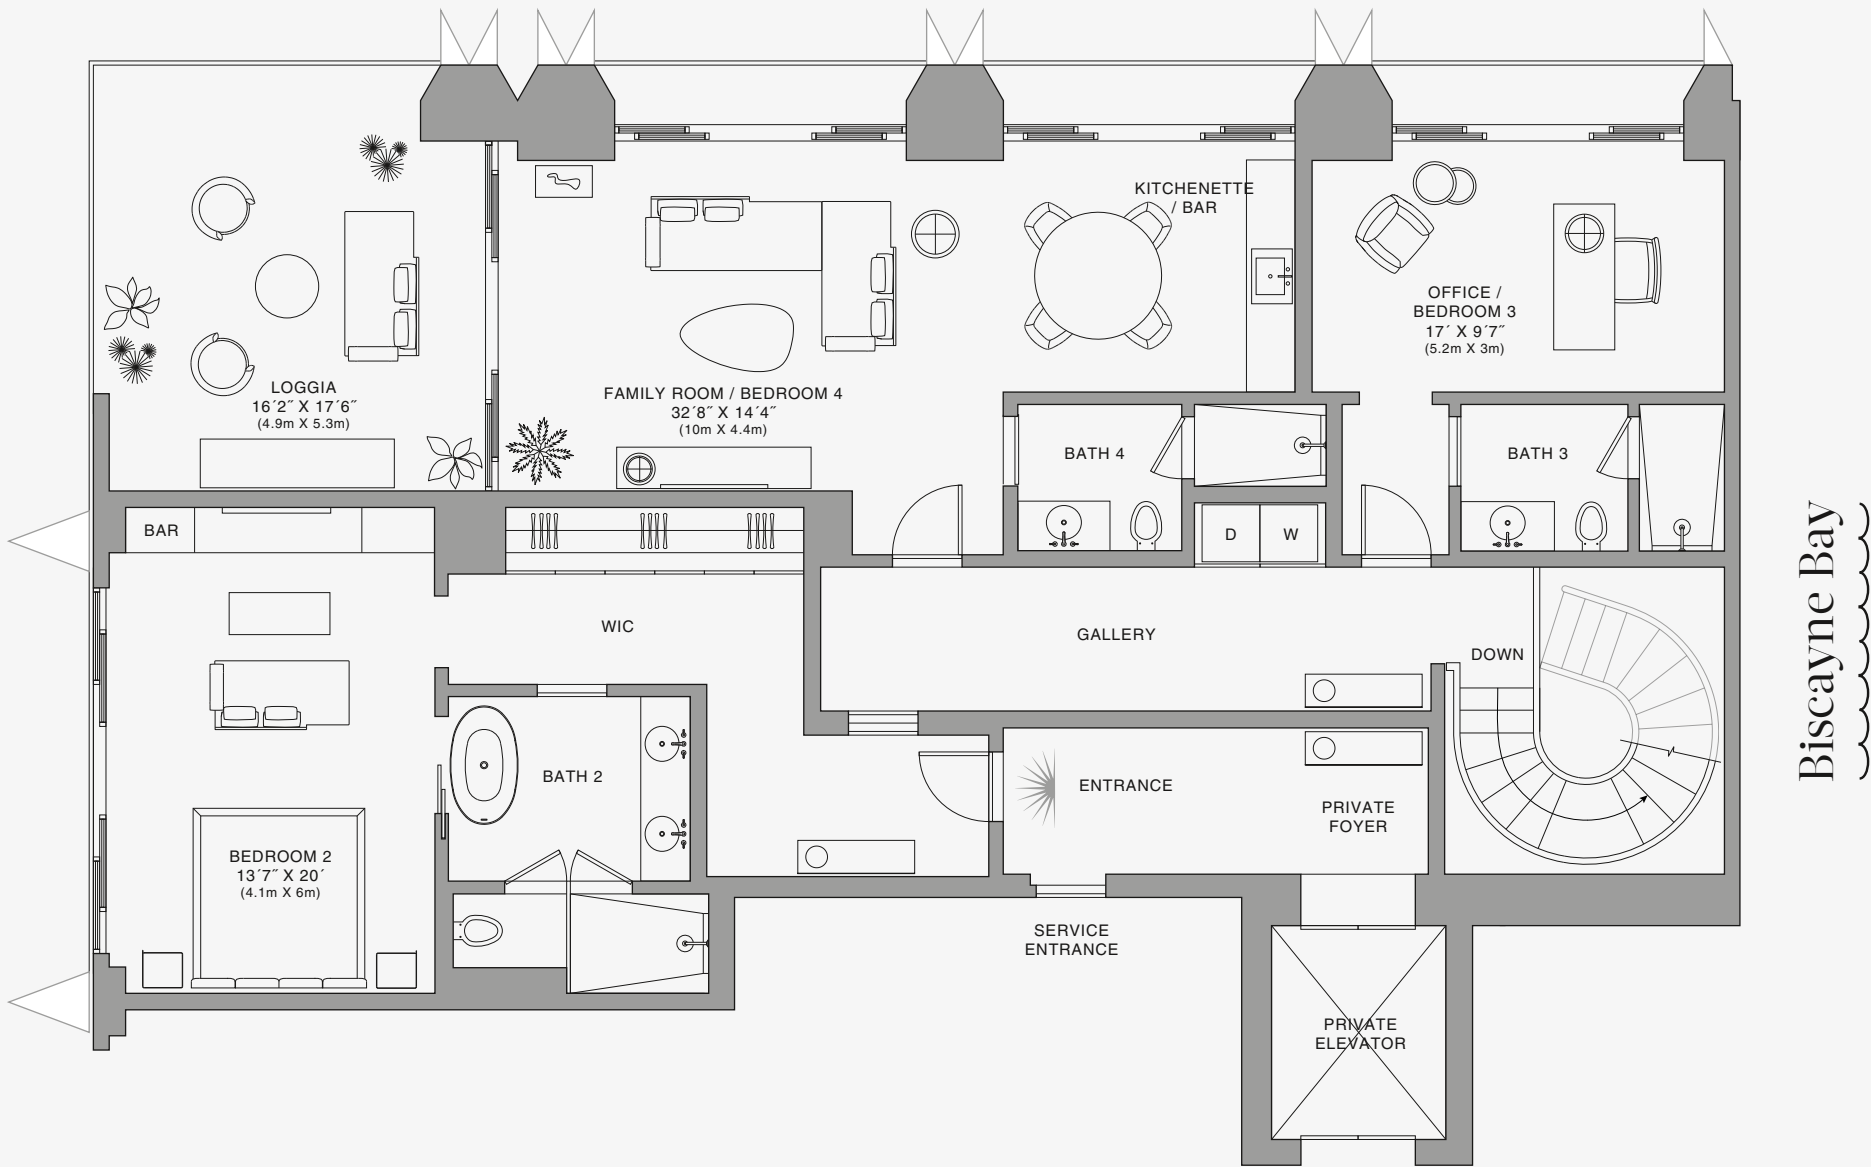 KITCHENETTE
/ BAR
OFFICE /
BEDROOM 3
17´ X 9´7˝
(5.2m X 3m)
LOGGIA
16´2˝ X 17´6˝
(4.9m X 5.3m)
FAMILY ROOM / BEDROOM 4
32´8˝ X 14´4˝
(10m X 4.4m)
BATH 4
BATH 3
BAR
D
W
WIC
GALLERY
DOWN
Biscayne Bay
BATH 2
ENTRANCE
PRIVATE
FOYER
BEDROOM 2
13´7˝ X 20´
(4.1m X 6m)
SERVICE
ENTRANCE
PRIVATE
ELEVATOR